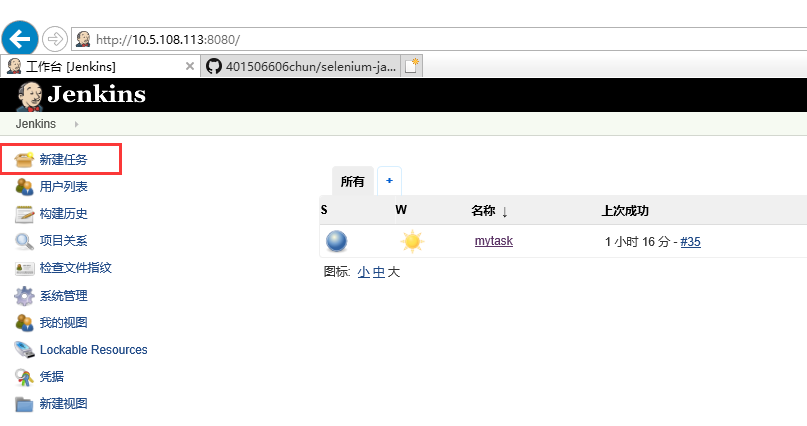 http://10.5.108.113:8080/
工作台 [Jenkins]
401506606chun/selenium-ja...
Jenkins
Jenkins
新建任务
用户列表
构建历史
项目关系
检查文件指纹
系统管理
我的视图
Lockable Resources
凭据
新建视图
所有 +
S W 名称 ↓ 上次成功
mytask 1 小时 16 分 - #35
图标: 小 中 大